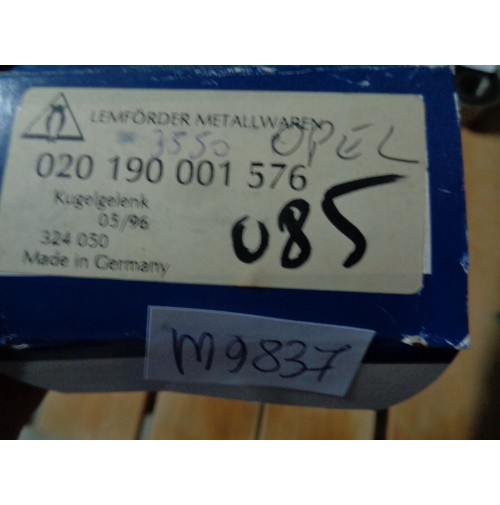 LEMFÖRDER METALLWAREN
3550 OPEL
020 190 001 576
Kugelgelenk
05/96
324 050
Made in Germany
085
M9837